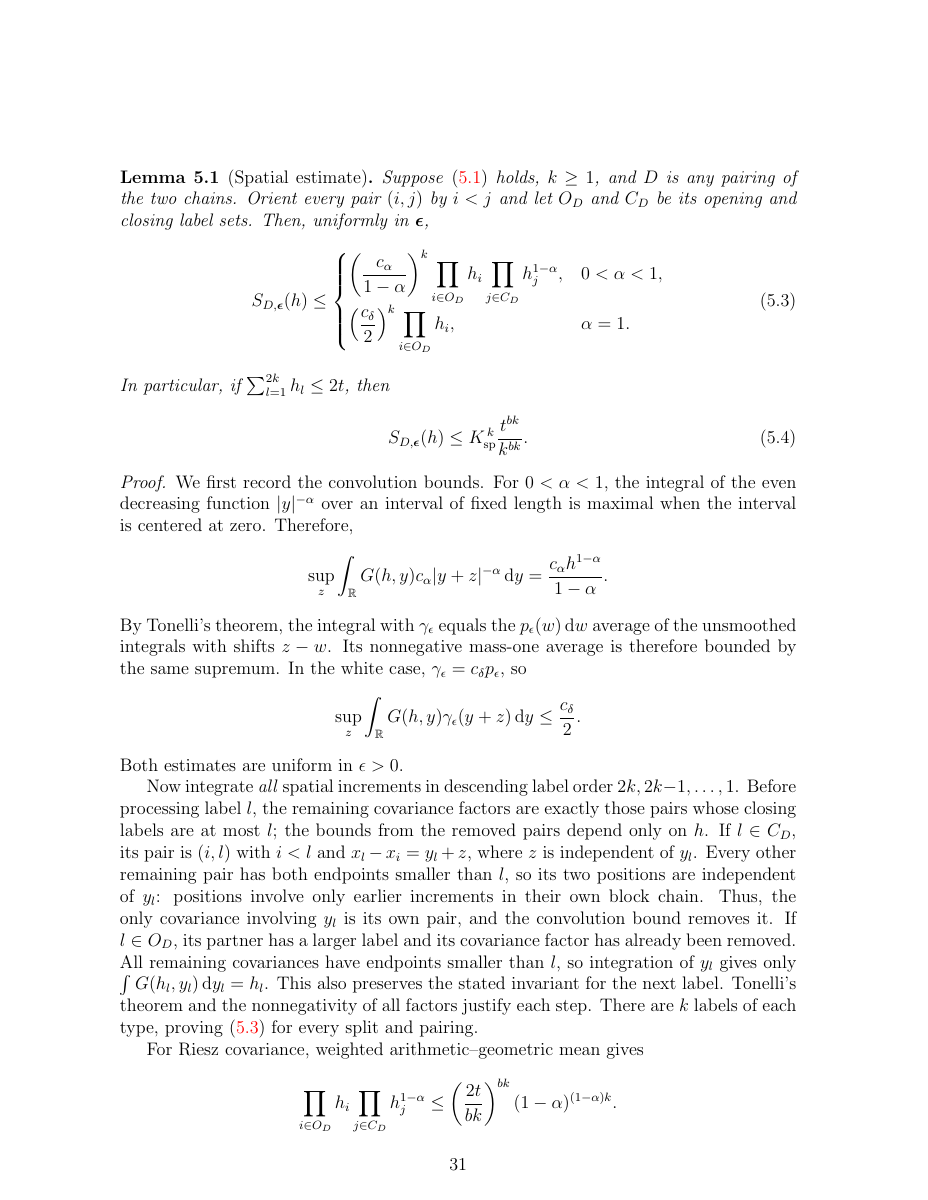 Lemma 5.1 (Spatial estimate). Suppose (5.1) holds, k ≥ 1, and D is any pairing of
the two chains. Orient every pair (i, j) by i < j and let O_D and C_D be its opening and
closing label sets. Then, uniformly in ϵ,
S_{D,ϵ}(h) ≤ { (c_α / (1 − α))^k ∏_{i∈O_D} h_i ∏_{j∈C_D} h_j^{1−α}, 0 < α < 1,
(c_δ / 2)^k ∏_{i∈O_D} h_i, α = 1. (5.3)
In particular, if ∑_{l=1}^{2k} h_l ≤ 2t, then
S_{D,ϵ}(h) ≤ K_{sp}^k t^{bk} / k^{bk}. (5.4)
Proof. We first record the convolution bounds. For 0 < α < 1, the integral of the even
decreasing function |y|^{−α} over an interval of fixed length is maximal when the interval
is centered at zero. Therefore,
sup_z ∫_ℝ G(h, y)c_α|y + z|^{−α} dy = c_α h^{1−α} / (1 − α).
By Tonelli’s theorem, the integral with γ_ϵ equals the p_ϵ(w) dw average of the unsmoothed
integrals with shifts z − w. Its nonnegative mass-one average is therefore bounded by
the same supremum. In the white case, γ_ϵ = c_δ p_ϵ, so
sup_z ∫_ℝ G(h, y)γ_ϵ(y + z) dy ≤ c_δ / 2.
Both estimates are uniform in ϵ > 0.
Now integrate all spatial increments in descending label order 2k, 2k−1, . . . , 1. Before
processing label l, the remaining covariance factors are exactly those pairs whose closing
labels are at most l; the bounds from the removed pairs depend only on h. If l ∈ C_D,
its pair is (i, l) with i < l and x_l − x_i = y_l + z, where z is independent of y_l. Every other
remaining pair has both endpoints smaller than l, so its two positions are independent
of y_l: positions involve only earlier increments in their own block chain. Thus, the
only covariance involving y_l is its own pair, and the convolution bound removes it. If
l ∈ O_D, its partner has a larger label and its covariance factor has already been removed.
All remaining covariances have endpoints smaller than l, so integration of y_l gives only
∫ G(h_l, y_l) dy_l = h_l. This also preserves the stated invariant for the next label. Tonelli’s
theorem and the nonnegativity of all factors justify each step. There are k labels of each
type, proving (5.3) for every split and pairing.
For Riesz covariance, weighted arithmetic–geometric mean gives
∏_{i∈O_D} h_i ∏_{j∈C_D} h_j^{1−α} ≤ (2t / bk)^{bk} (1 − α)^{(1−α)k}.
31